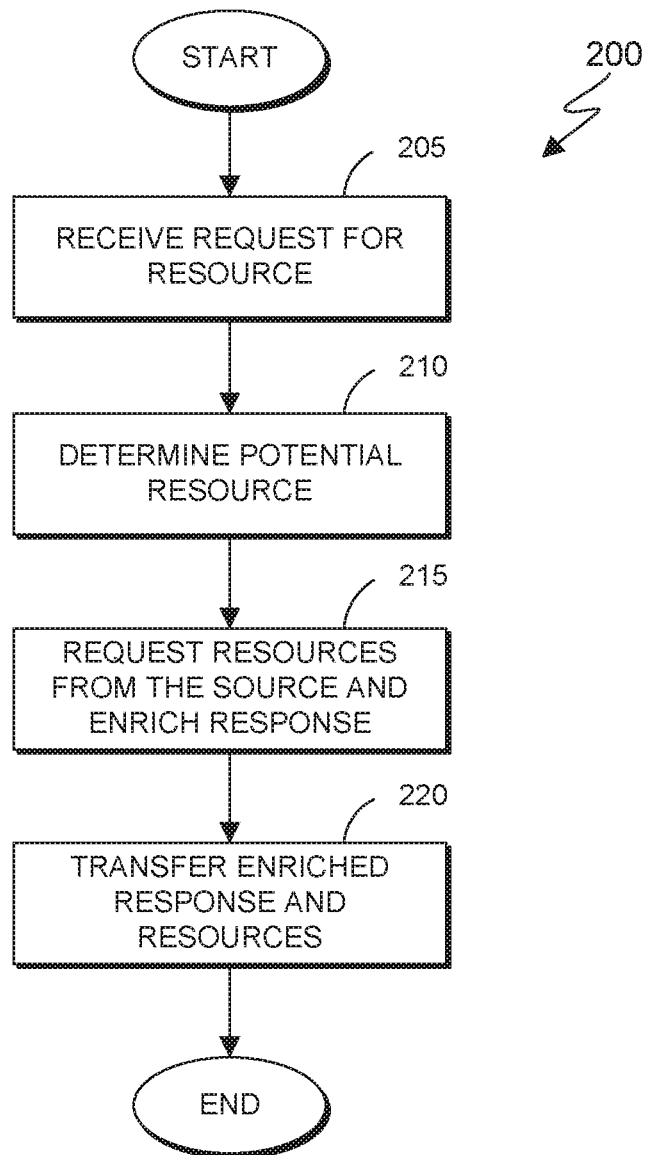 START
200
205
RECEIVE REQUEST FOR
RESOURCE
210
DETERMINE POTENTIAL
RESOURCE
215
REQUEST RESOURCES
FROM THE SOURCE AND
ENRICH RESPONSE
220
TRANSFER ENRICHED
RESPONSE AND
RESOURCES
END